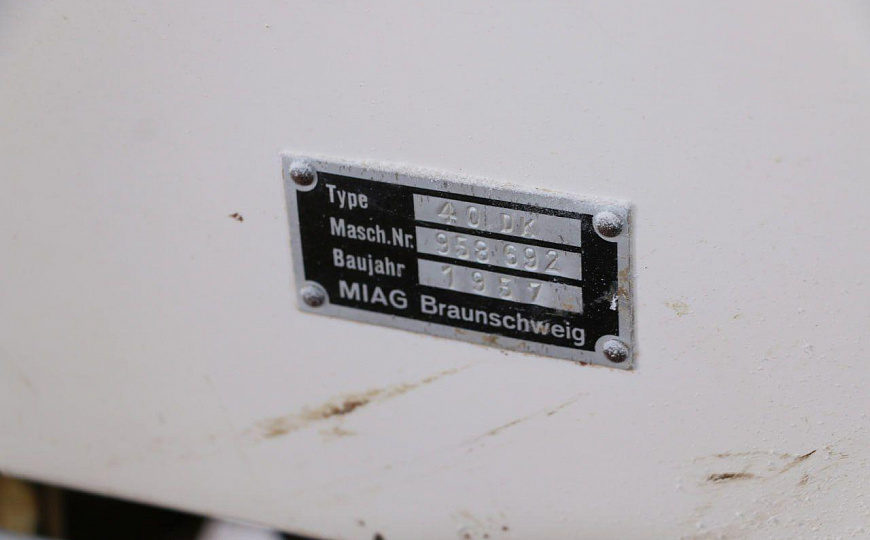 Type 40 DK
Masch.Nr. 958 692
Baujahr 1957
MIAG Braunschweig